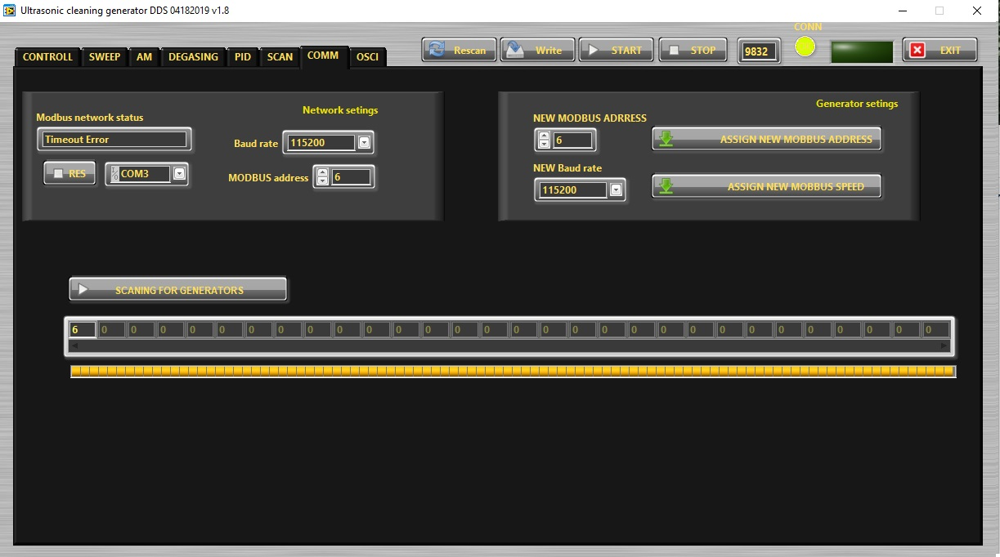 Ultrasonic cleaning generator DDS 04182019 v1.8
CONN
Rescan Write START STOP 9832 EXIT
CONTROLL SWEEP AM DEGASING PID SCAN COMM OSCI
Network setings
Modbus network status
Timeout Error
Baud rate 115200
RES COM3
MODBUS address 6
Generator setings
NEW MODBUS ADRRESS
6 ASSIGN NEW MOBBUS ADDRESS
NEW Baud rate
115200 ASSIGN NEW MOBBUS SPEED
SCANING FOR GENERATORS
6 0 0 0 0 0 0 0 0 0 0 0 0 0 0 0 0 0 0 0 0 0 0 0 0 0 0 0 0 0